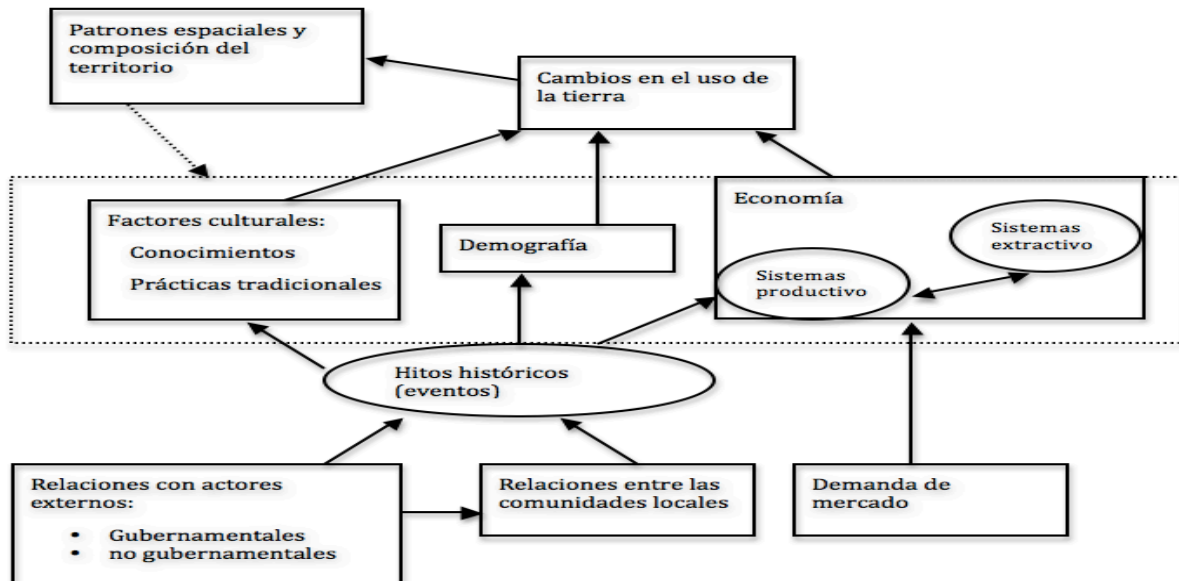 Patrones espaciales y
composición del
territorio
Cambios en el uso de
la tierra
Factores culturales:
Conocimientos
Prácticas tradicionales
Demografía
Economía
Sistemas
extractivo
Sistemas
productivo
Hitos históricos
(eventos)
Relaciones con actores
externos:
• Gubernamentales
• no gubernamentales
Relaciones entre las
comunidades locales
Demanda de
mercado